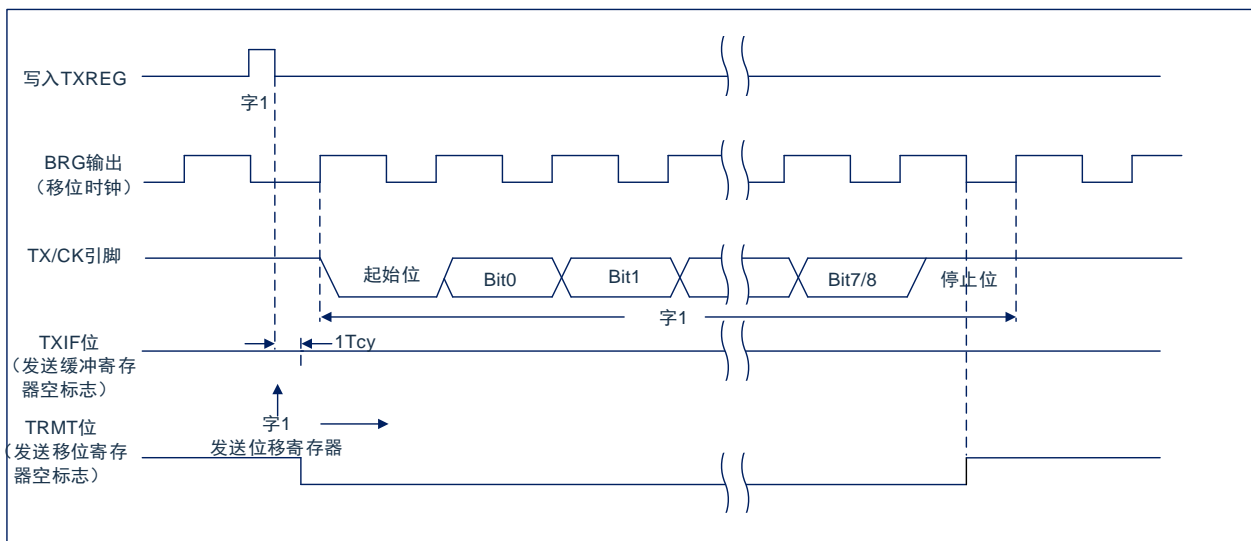 写入TXREG
字1
BRG输出
（移位时钟）
TX/CK引脚
起始位
Bit0
Bit1
Bit7/8
停止位
字1
TXIF位
（发送缓冲寄存
器空标志）
1Tcy
字1
发送位移寄存器
TRMT位
（发送移位寄存
器空标志）